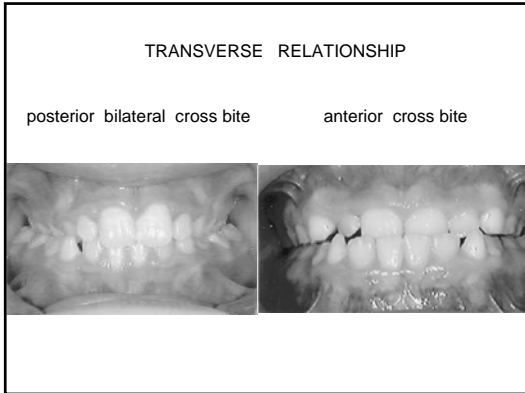 TRANSVERSE RELATIONSHIP
posterior bilateral cross bite
anterior cross bite